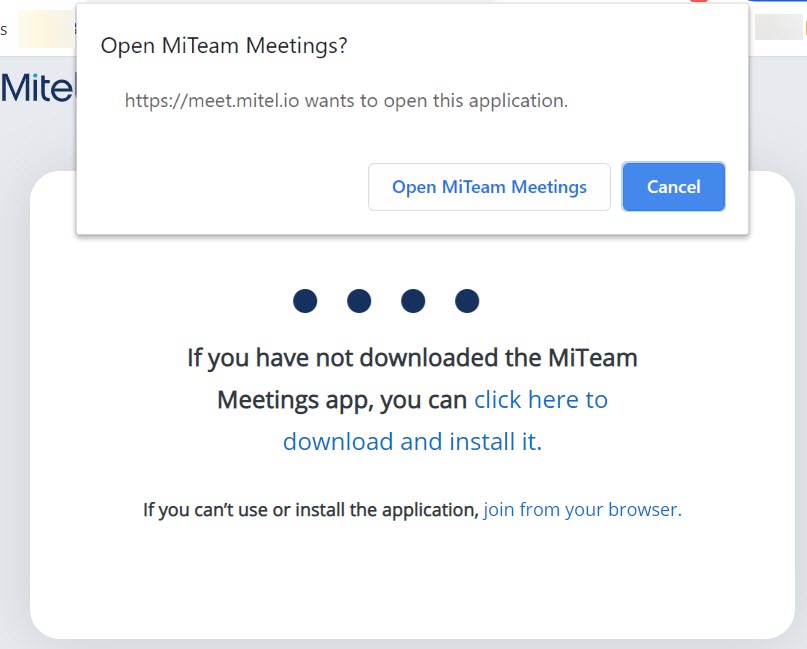 s
Open MiTeam Meetings?
https://meet.mitel.io wants to open this application.
Open MiTeam Meetings
Cancel
Mitel
If you have not downloaded the MiTeam
Meetings app, you can click here to
download and install it.
If you can’t use or install the application, join from your browser.